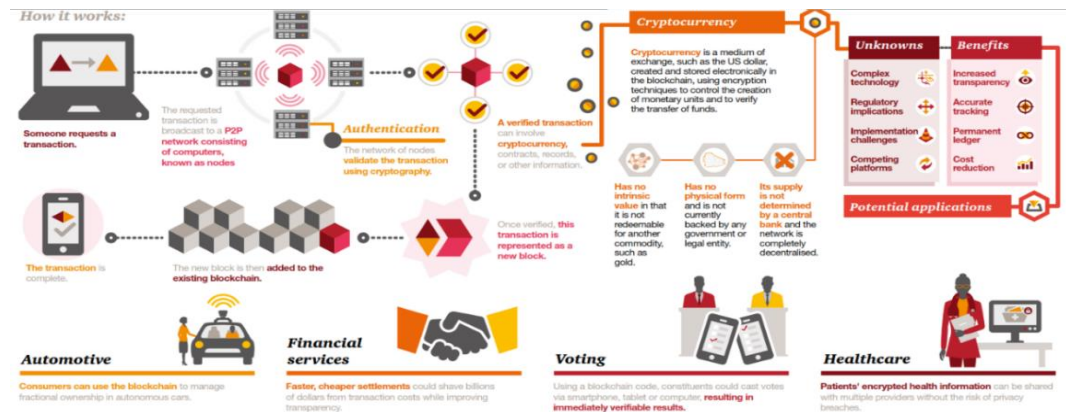 How it works:
Someone requests a
transaction.
The requested
transaction is
broadcast to a P2P
network consisting
of computers,
known as nodes
Authentication
The network of nodes
validate the transaction
using cryptography.
A verified transaction
can involve
cryptocurrency,
contracts, records,
or other information.
Once verified, this
transaction is
represented as a
new block.
The new block is then added to the
existing blockchain.
The transaction is
complete.
Cryptocurrency
Cryptocurrency is a medium of
exchange, such as the US dollar,
created and stored electronically in
the blockchain, using encryption
techniques to control the creation
of monetary units and to verify
the transfer of funds.
Has no
intrinsic
value in that
it is not
redeemable
for another
commodity,
such as
gold.
Has no
physical form
and is not
currently
backed by any
government or
legal entity.
Its supply
is not
determined
by a central
bank and the
network is
completely
decentralised.
Unknowns
Complex
technology
Regulatory
implications
Implementation
challenges
Competing
platforms
Benefits
Increased
transparency
Accurate
tracking
Permanent
ledger
Cost
reduction
Potential applications
Automotive
Consumers can use the blockchain to manage
fractional ownership in autonomous cars.
Financial
services
Faster, cheaper settlements could shave billions
of dollars from transaction costs while improving
transparency.
Voting
Using a blockchain code, constituents could cast votes
via smartphone, tablet or computer, resulting in
immediately verifiable results.
Healthcare
Patients' encrypted health information can be shared
with multiple providers without the risk of privacy
breaches.